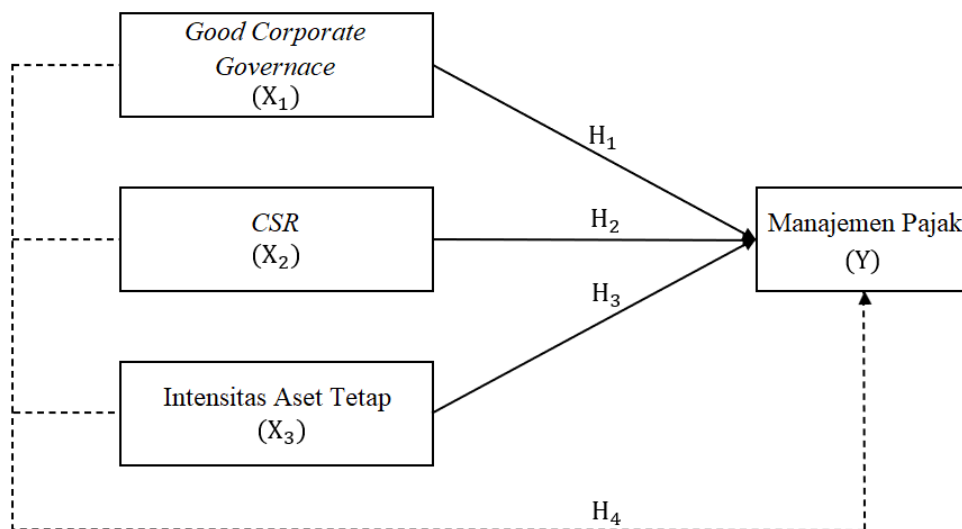 Good Corporate
Governace
(X₁)
H₁
CSR
(X₂)
H₂
Manajemen Pajak
(Y)
H₃
Intensitas Aset Tetap
(X₃)
H₄